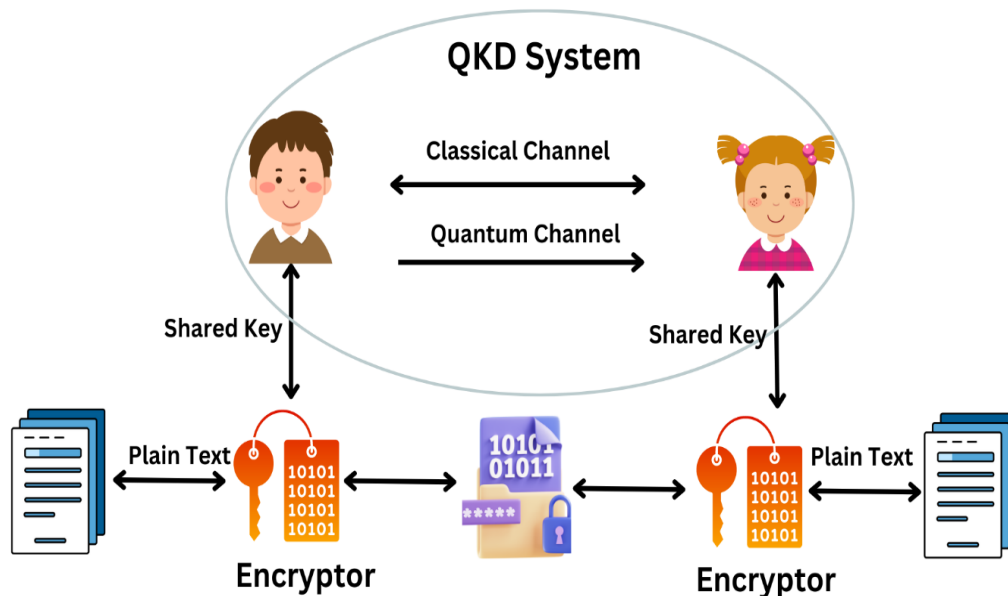 QKD System
Classical Channel
Quantum Channel
Shared Key
Shared Key
Plain Text
10101
10101
10101
10101
10101
01011
*****
Plain Text
10101
10101
10101
10101
Encryptor
Encryptor